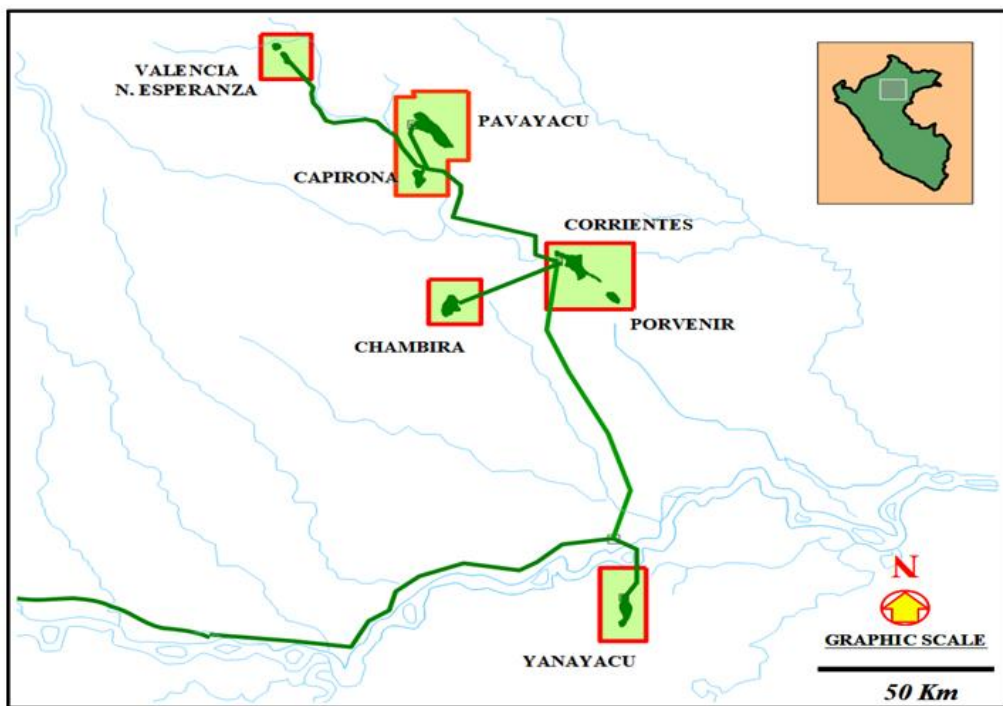 VALENCIA
N. ESPERANZA
PAVAYACU
CAPIRONA
CORRIENTES
PORVENIR
CHAMBIRA
YANAYACU
N
GRAPHIC SCALE
50 Km